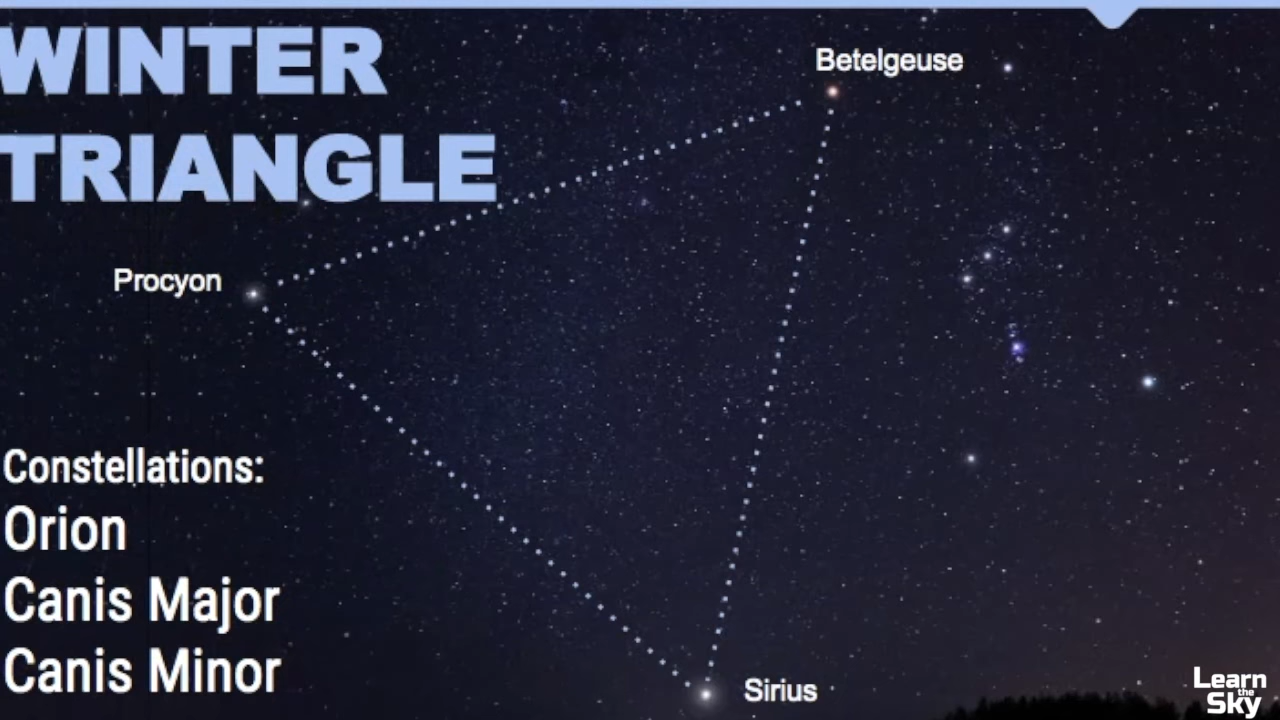 WINTER
TRIANGLE
Betelgeuse
Procyon
Constellations:
Orion
Canis Major
Canis Minor
Sirius
Learn
the
Sky